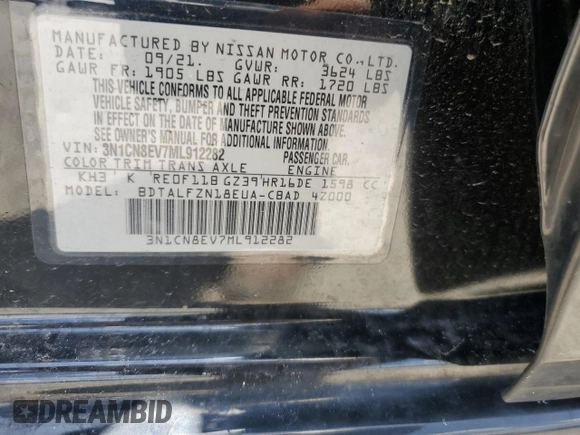 MANUFACTURED BY NISSAN MOTOR CO.,LTD.
DATE: 09/21. GVWR: 3624 LBS
GAWR FR: 1905 LBS GAWR RR: 1720 LBS
THIS VEHICLE CONFORMS TO ALL APPLICABLE FEDERAL MOTOR
VEHICLE SAFETY, BUMPER AND THEFT PREVENTION STANDARDS
IN EFFECT ON THE DATE OF MANUFACTURE SHOWN ABOVE.
SEE OWNER'S MANUAL FOR ADDITIONAL INFORMATION.
VIN: 3N1CN8EV7ML912282 PASSENGER CAR
COLOR TRIM TRANS AXLE ENGINE
KH3 K RE0F11B GZ39 HR16DE 1598 CC
MODEL: BDTALFZN18EUA-CBAD 42000
3N1CN8EV7ML912282
DREAMBID